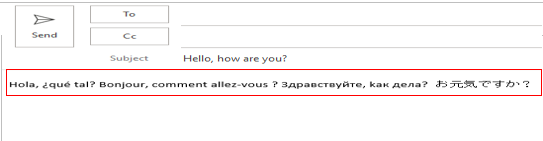 To
Send
Cc
Subject Hello, how are you?
Hola, ¿qué tal? Bonjour, comment allez-vous ? Здравствуйте, как дела? お元気ですか？